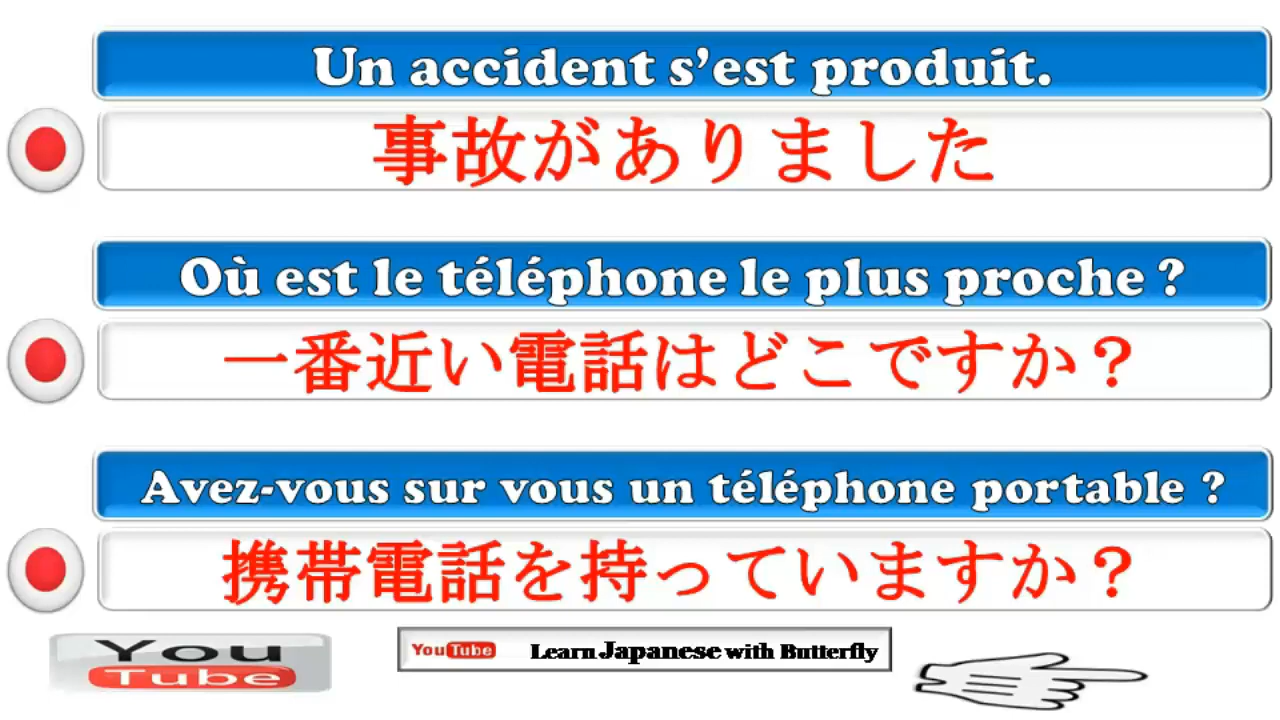 Un accident s’est produit.
事故がありました
Où est le téléphone le plus proche ?
一番近い電話はどこですか？
Avez-vous sur vous un téléphone portable ?
携帯電話を持っていますか？
You
Tube
YouTube Learn Japanese with Butterfly